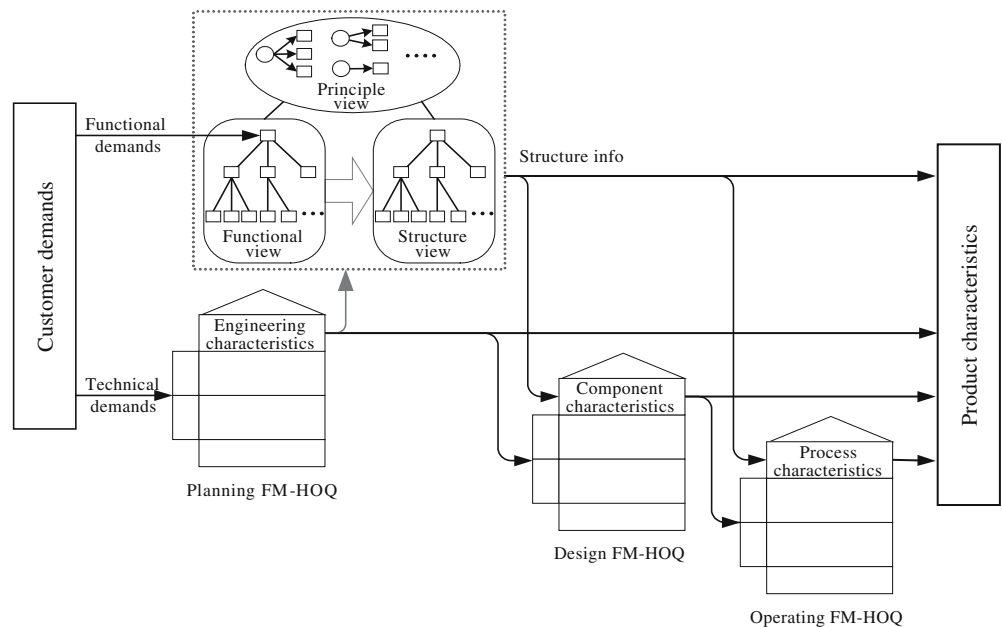 Customer demands
Functional
demands
Technical
demands
Principle
view
Functional
view
Structure
view
Structure info
Engineering
characteristics
Planning FM-HOQ
Component
characteristics
Design FM-HOQ
Process
characteristics
Operating FM-HOQ
Product characteristics